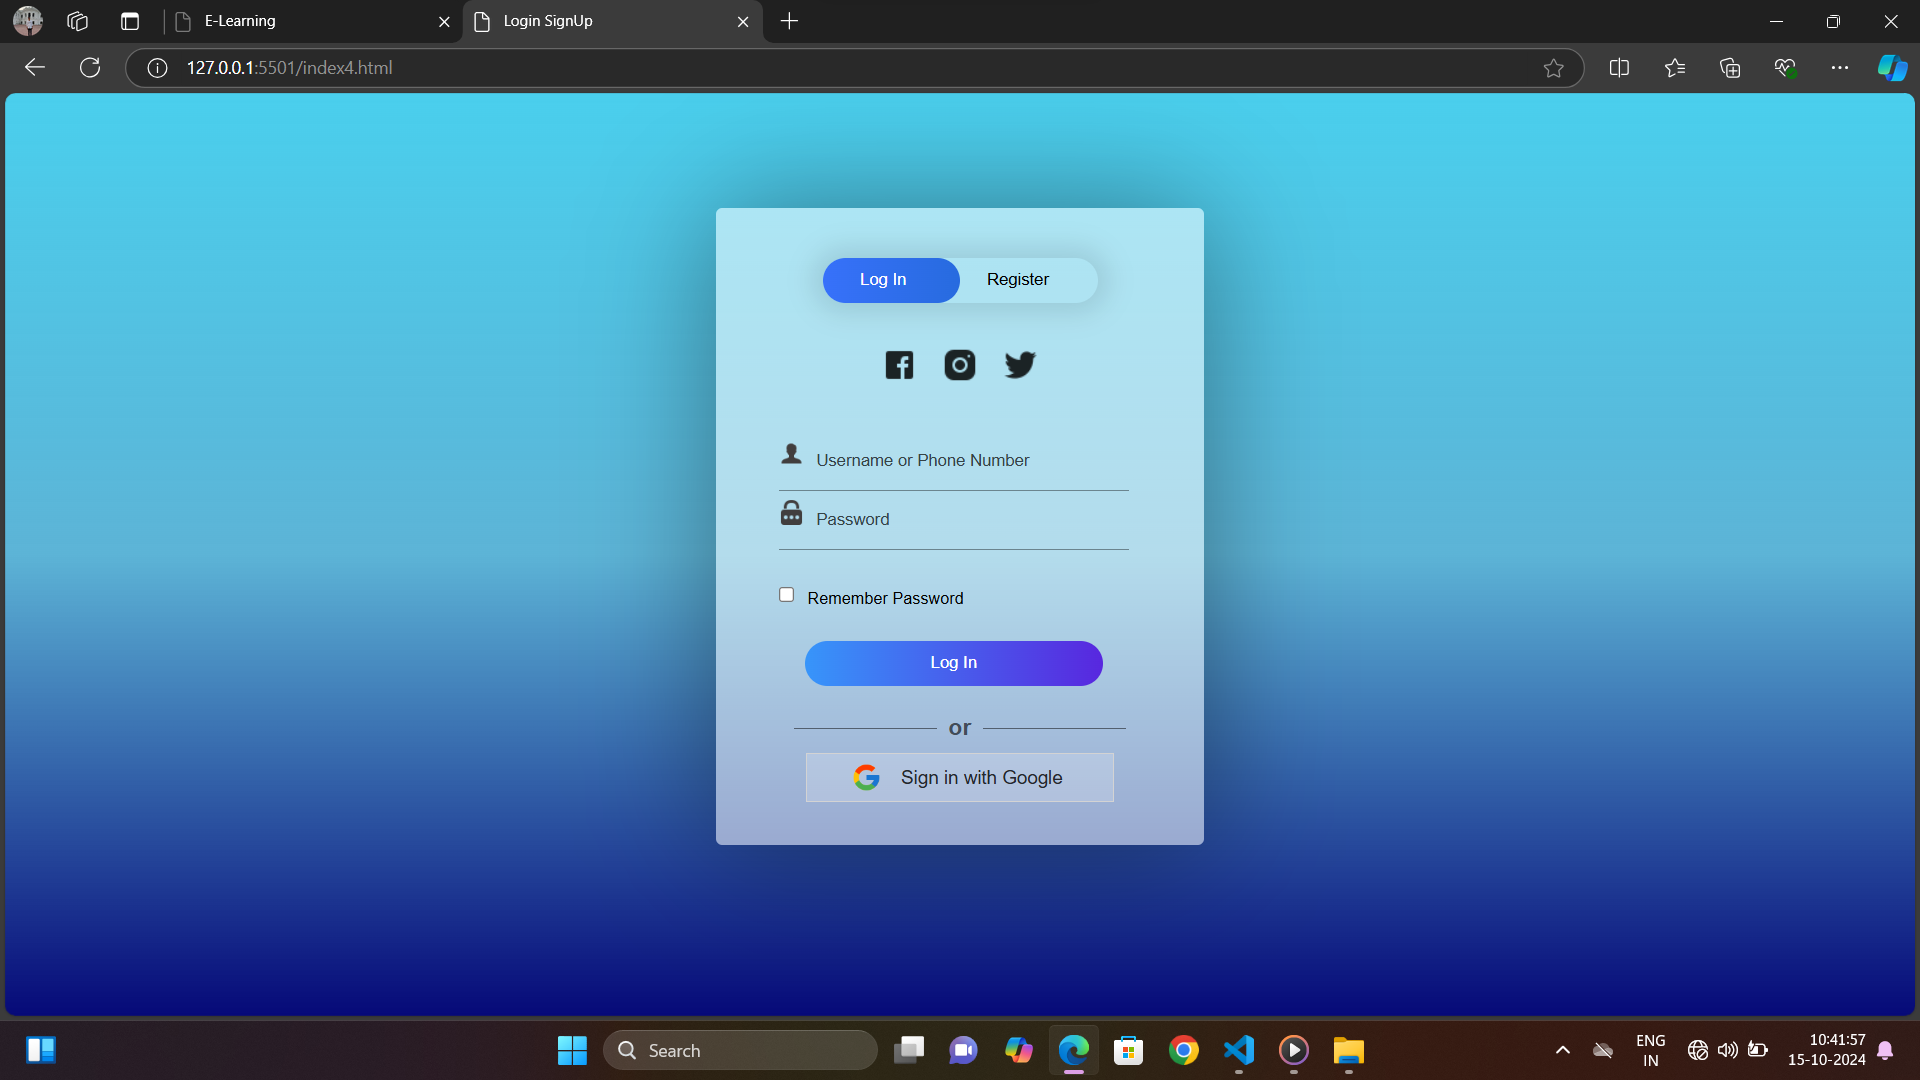 E-Learning
Login SignUp
127.0.0.1:5501/index4.html
Log In
Register
Username or Phone Number
Password
Remember Password
Log In
or
Sign in with Google
Search
ENG
IN
10:41:57
15-10-2024